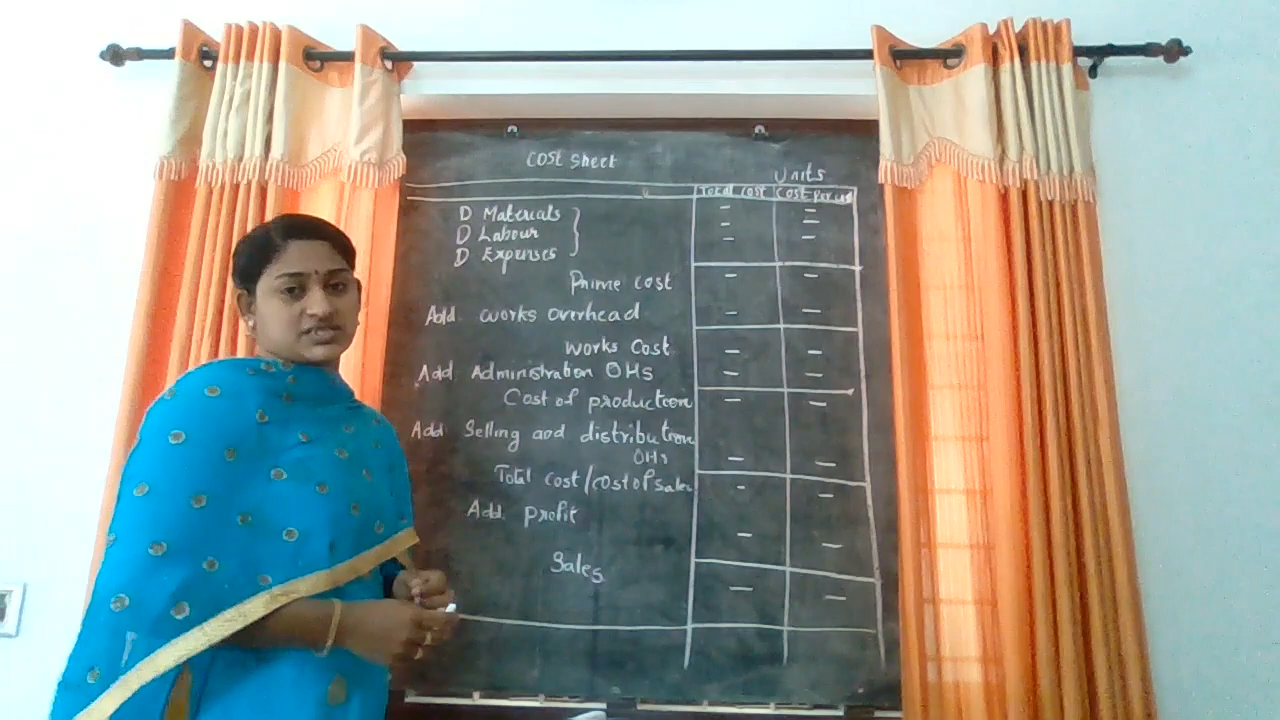 Cost Sheet
Units
Total Cost Cost Per unit
D Materials
D Labour
D Expenses
Prime cost
Add works overhead
works Cost
Add Adminstration OHs
Cost of production
Add Selling and distribution
OHs
Total cost/cost of sales
Add profit
Sales